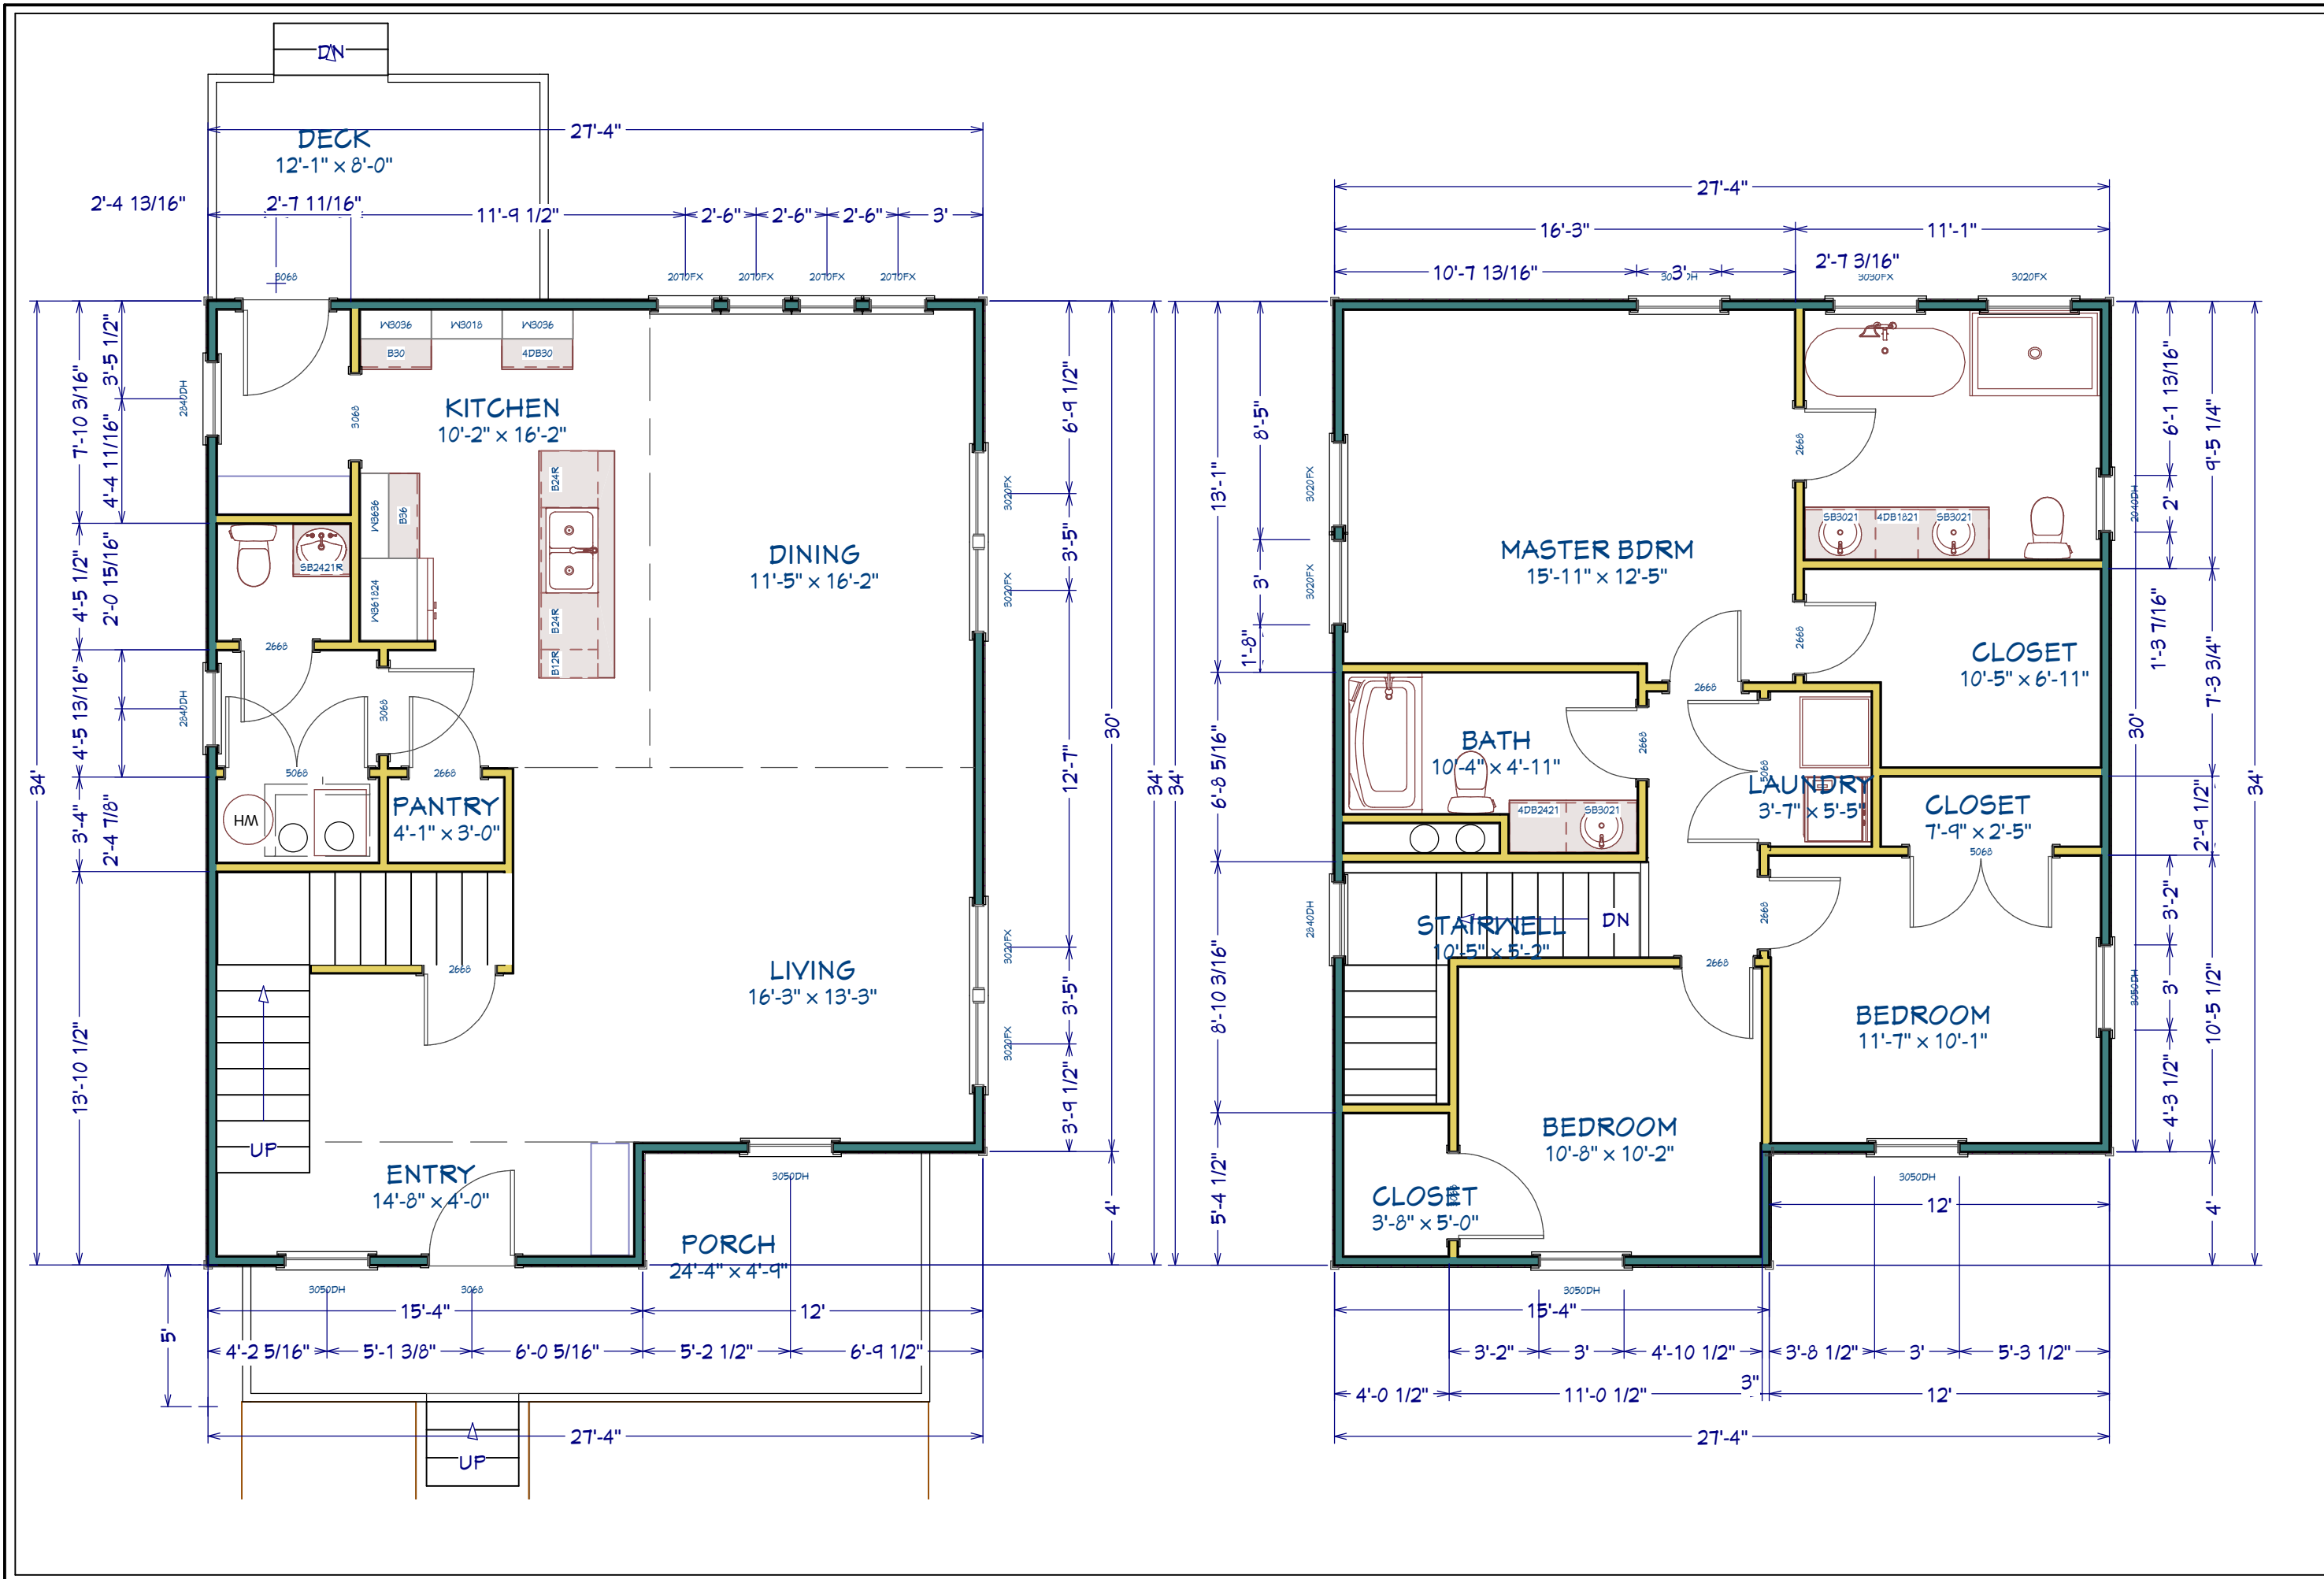 DN
DECK
12'-1" × 8'-0"
27'-4"
2'-4 13/16"
2'-7 11/16"
11'-9 1/2"
2'-6"
2'-6"
2'-6"
3'
3068
2070FX
2070FX
2070FX
2070FX
34'
7'-10 3/16"
3'-5 1/2"
4'-4 11/16"
4'-5 1/2"
2'-0 15/16"
4'-5 13/16"
3'-4"
2'-4 7/8"
13'-10 1/2"
2840DH
2840DH
W3036
W3018
W3036
B30
4DB30
3068
KITCHEN
10'-2" × 16'-2"
W3636
B36
W361824
B24R
B24R
B12R
SB2421R
2668
3068
5068
2668
HW
PANTRY
4'-1" × 3'-0"
DINING
11'-5" × 16'-2"
2668
LIVING
16'-3" × 13'-3"
UP
ENTRY
14'-8" × 4'-0"
PORCH
24'-4" × 4'-9"
3050DH
3050DH
3068
3020FX
3020FX
3020FX
3020FX
6'-9 1/2"
3'-5"
12'-7"
3'-5"
3'-9 1/2"
30'
4'
34'
15'-4"
12'
5'
4'-2 5/16"
5'-1 3/8"
6'-0 5/16"
5'-2 1/2"
6'-9 1/2"
27'-4"
UP
27'-4"
16'-3"
11'-1"
10'-7 13/16"
3'
2'-7 3/16"
3020FX
34'
13'-1"
8'-5"
3'
1'-8"
6'-8 5/16"
8'-10 3/16"
5'-4 1/2"
3020FX
3020FX
2840DH
2668
MASTER BDRM
15'-11" × 12'-5"
SB3021
4DB1821
SB3021
2668
CLOSET
10'-5" × 6'-11"
2668
BATH
10'-4" × 4'-11"
2668
4DB2421
SB3021
5068
LAUNDRY
3'-7" × 5'-5"
CLOSET
7'-9" × 2'-5"
5068
STAIRWELL
10'-5" × 5'-2"
DN
2668
2668
BEDROOM
11'-7" × 10'-1"
BEDROOM
10'-8" × 10'-2"
CLOSET
3'-8" × 5'-0"
2040DH
3050DH
3050DH
3050DH
6'-1 13/16"
2'
1'-3 7/16"
9'-5 1/4"
7'-3 3/4"
2'-9 1/2"
3'-2"
3'
4'-3 1/2"
10'-5 1/2"
4'
30'
34'
12'
15'-4"
3'-2"
3'
4'-10 1/2"
3'-8 1/2"
3'
5'-3 1/2"
4'-0 1/2"
11'-0 1/2"
3"
12'
27'-4"